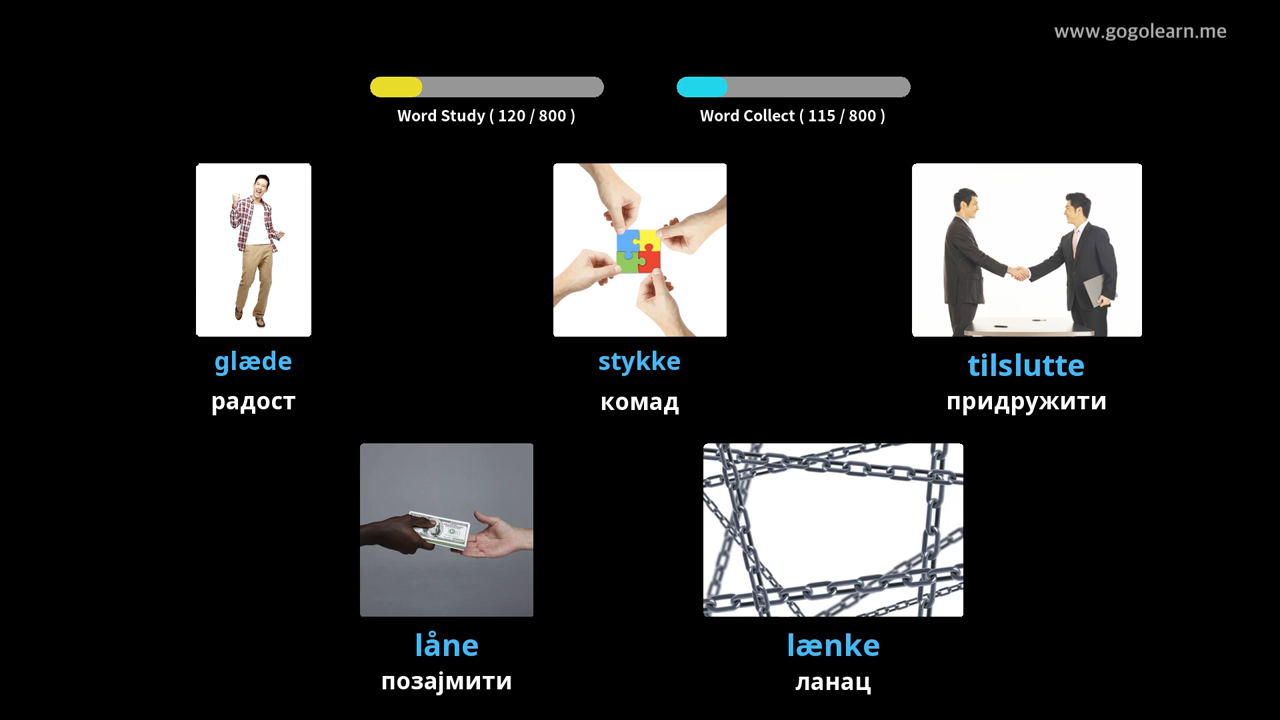 www.gogolearn.me
Word Study ( 120 / 800 )
Word Collect ( 115 / 800 )
glæde
радост
stykke
комад
tilslutte
придружити
låne
позајмити
lænke
ланац